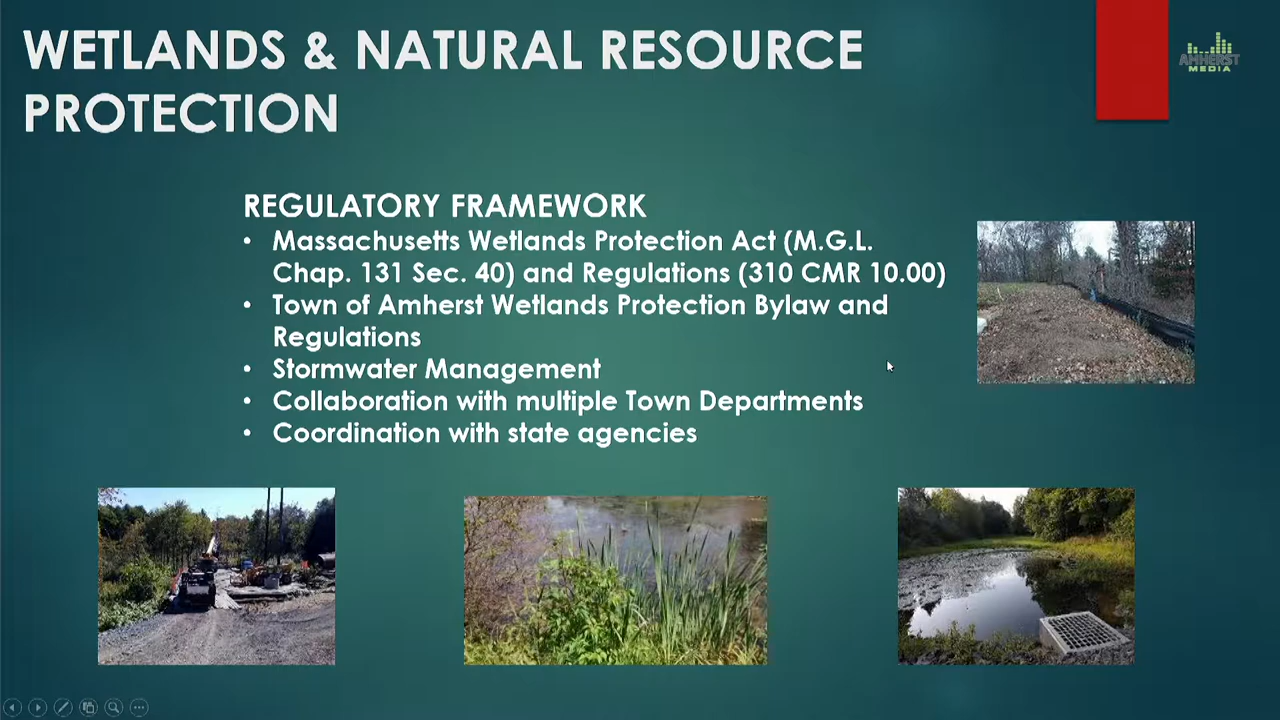 WETLANDS & NATURAL RESOURCE
PROTECTION
AMHERST
MEDIA
REGULATORY FRAMEWORK
• Massachusetts Wetlands Protection Act (M.G.L.
Chap. 131 Sec. 40) and Regulations (310 CMR 10.00)
• Town of Amherst Wetlands Protection Bylaw and
Regulations
• Stormwater Management
• Collaboration with multiple Town Departments
• Coordination with state agencies